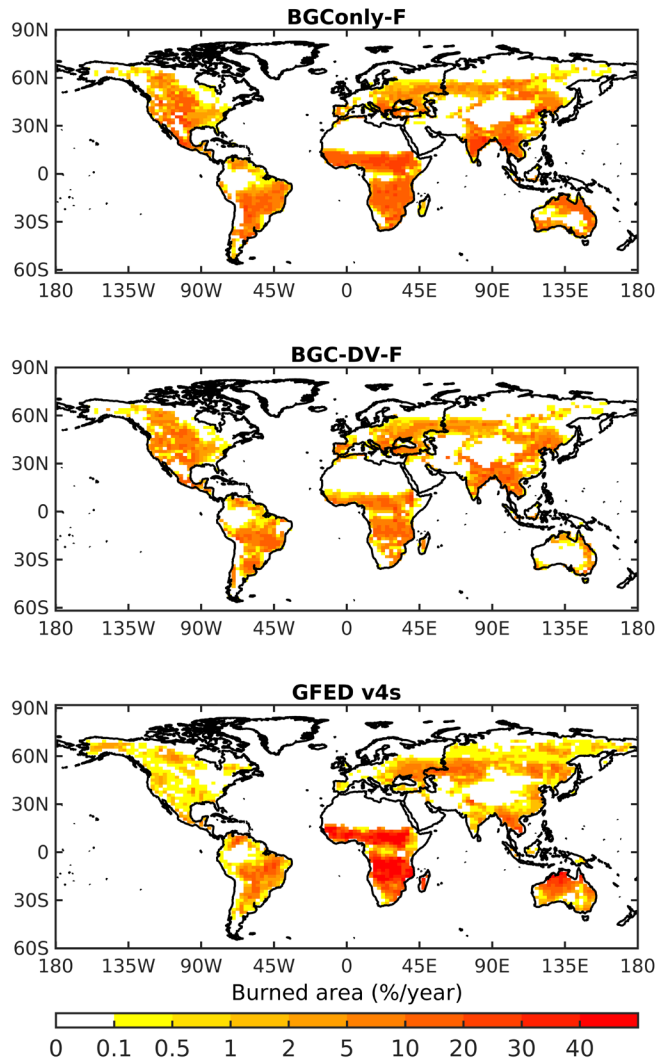 BGConly-F
90N
60N
30N
0
30S
60S
180 135W 90W 45W 0 45E 90E 135E 180
BGC-DV-F
90N
60N
30N
0
30S
60S
180 135W 90W 45W 0 45E 90E 135E 180
GFED v4s
90N
60N
30N
0
30S
60S
180 135W 90W 45W 0 45E 90E 135E 180
Burned area (%/year)
0 0.1 0.5 1 2 5 10 20 30 40